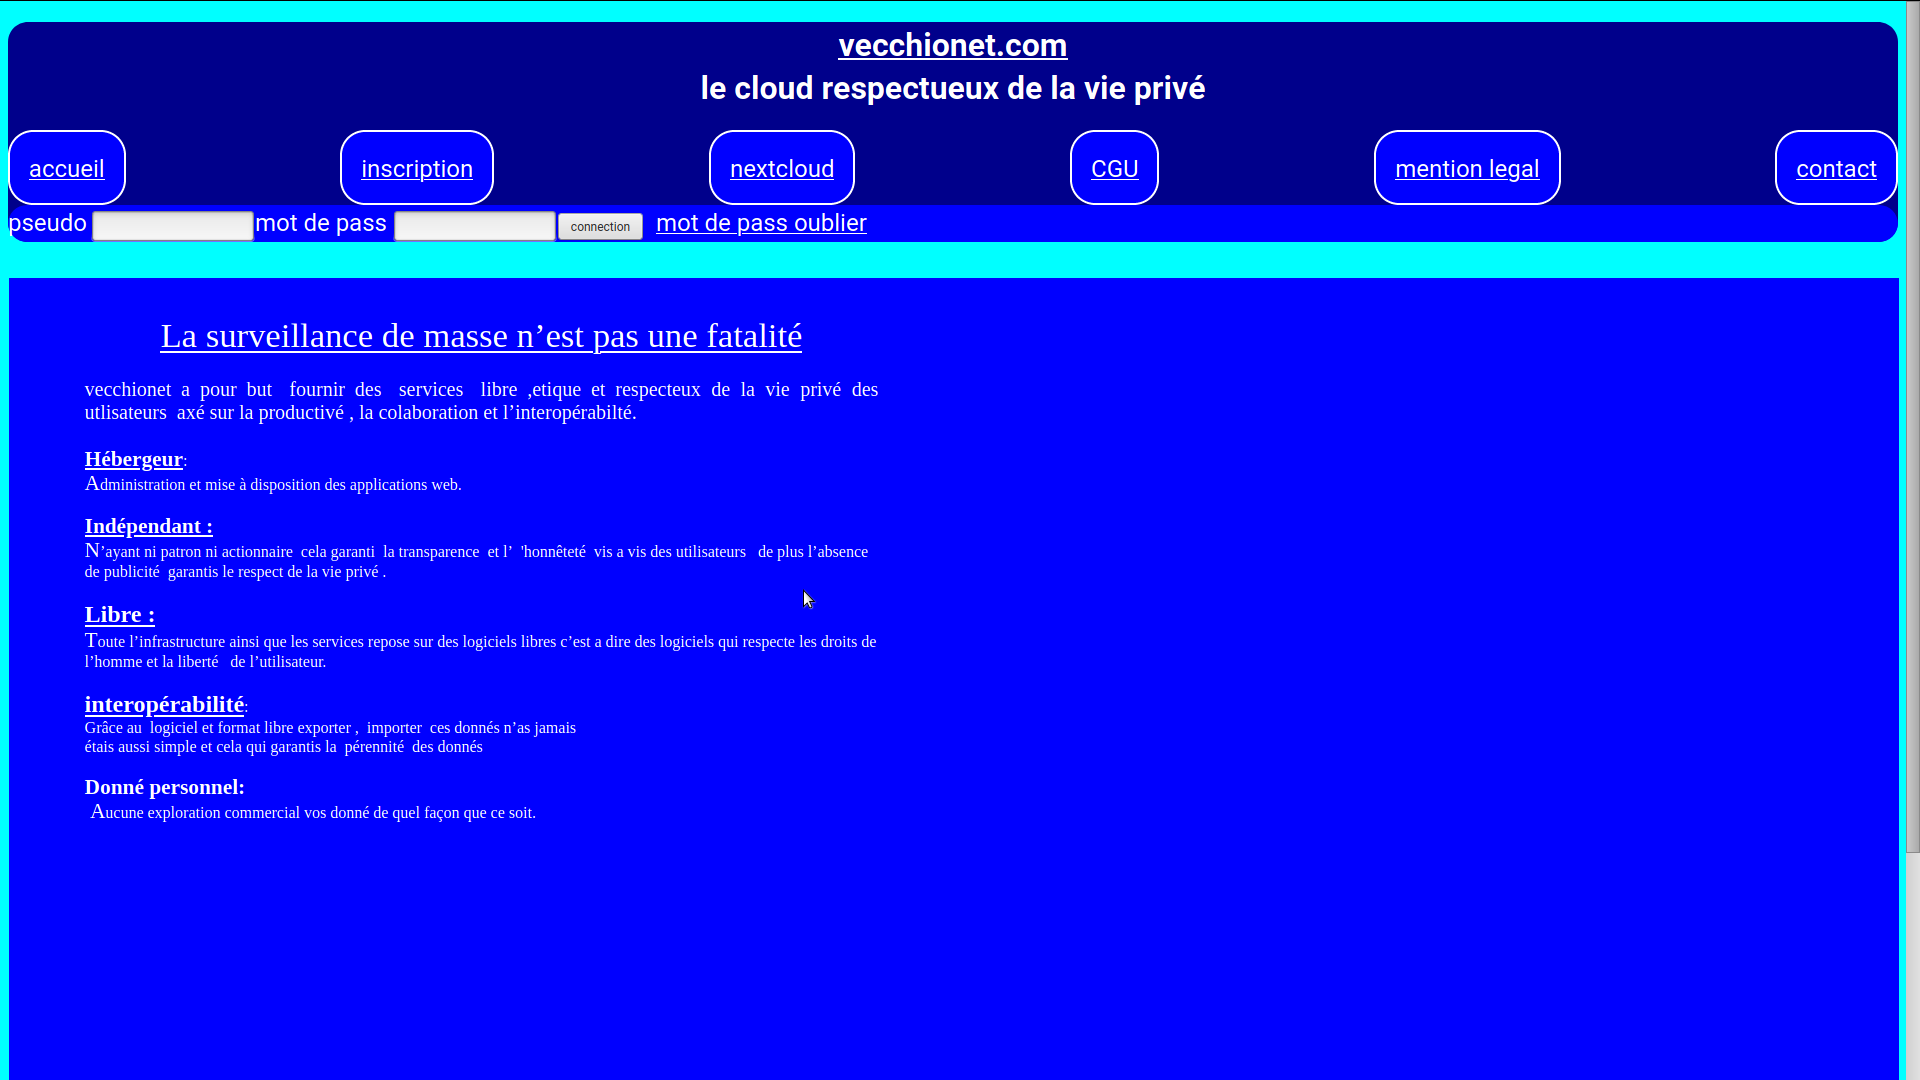 vecchionet.com
le cloud respectueux de la vie privé
accueil inscription nextcloud CGU mention legal contact
pseudo mot de pass connection mot de pass oublier
La surveillance de masse n’est pas une fatalité
vecchionet a pour but fournir des services libre ,etique et respecteux de la vie privé des
utlisateurs axé sur la productivé , la colaboration et l’interopérabilté.
Hébergeur:
Administration et mise à disposition des applications web.
Indépendant :
N’ayant ni patron ni actionnaire cela garanti la transparence et l’ 'honnêteté vis a vis des utilisateurs de plus l’absence
de publicité garantis le respect de la vie privé .
Libre :
Toute l’infrastructure ainsi que les services repose sur des logiciels libres c’est a dire des logiciels qui respecte les droits de
l’homme et la liberté de l’utilisateur.
interopérabilité:
Grâce au logiciel et format libre exporter , importer ces donnés n’as jamais
étais aussi simple et cela qui garantis la pérennité des donnés
Donné personnel:
Aucune exploration commercial vos donné de quel façon que ce soit.